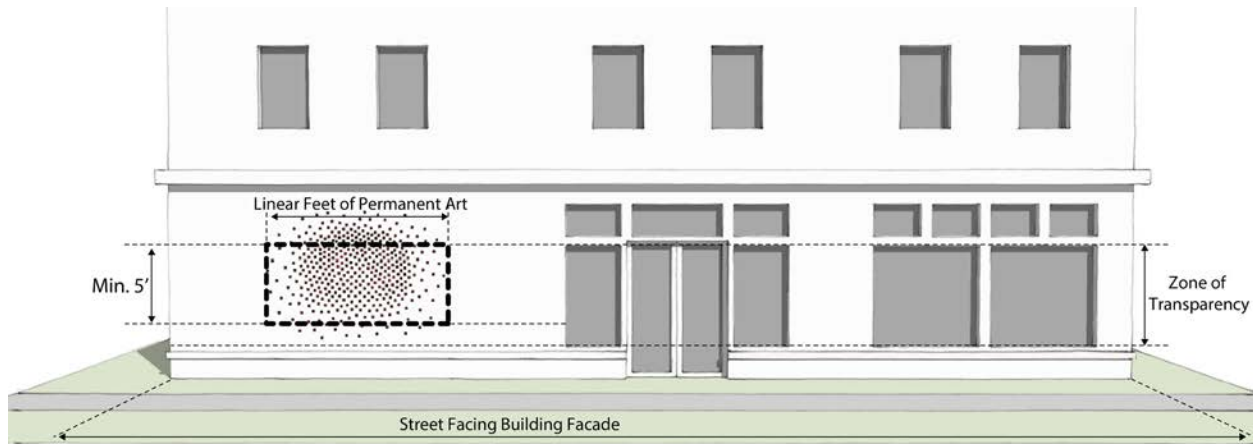 Linear Feet of Permanent Art
Min. 5'
Zone of
Transparency
Street Facing Building Facade